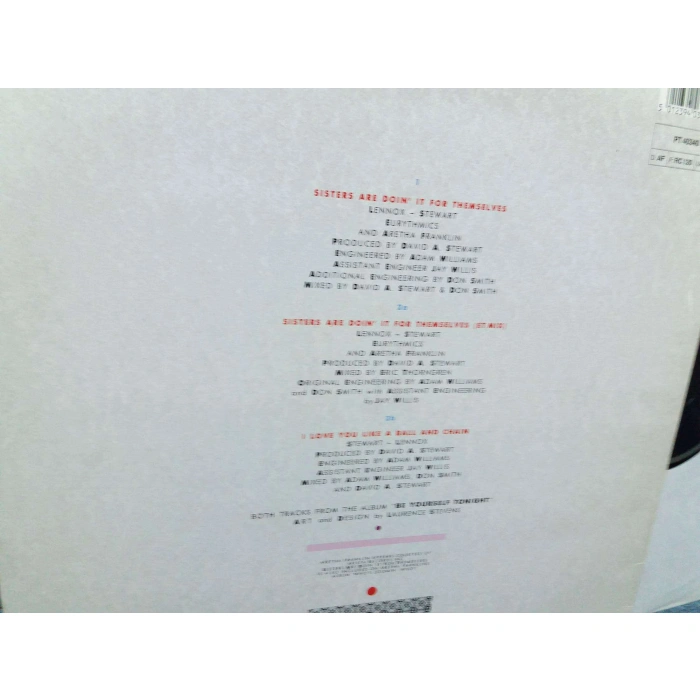 PT 40340
1
SISTERS ARE DOIN' IT FOR THEMSELVES
LENNOX – STEWART
EURYTHMICS
AND ARETHA FRANKLIN
PRODUCED BY DAVID A. STEWART
ENGINEERED BY ADAM WILLIAMS
ASSISTANT ENGINEER JAY WILLIS
ADDITIONAL ENGINEERING BY DON SMITH
MIXED BY DAVID A. STEWART & DON SMITH
2a
SISTERS ARE DOIN' IT FOR THEMSELVES (ET MIX)
LENNOX – STEWART
EURYTHMICS
AND ARETHA FRANKLIN
PRODUCED BY DAVID A. STEWART
MIXED BY ERIC THORNGREN
ORIGINAL ENGINEERING BY ADAM WILLIAMS
and DON SMITH with ASSISTANT ENGINEERING
by JAY WILLIS
2b
I LOVE YOU LIKE A BALL AND CHAIN
STEWART – LENNOX
PRODUCED BY DAVID A. STEWART
ENGINEERED BY ADAM WILLIAMS
ASSISTANT ENGINEER JAY WILLIS
MIXED BY ADAM WILLIAMS, DON SMITH
AND DAVID A. STEWART
BOTH TRACKS FROM THE ALBUM "BE YOURSELF TONIGHT"
ART and DESIGN by LAURENCE STEVENS